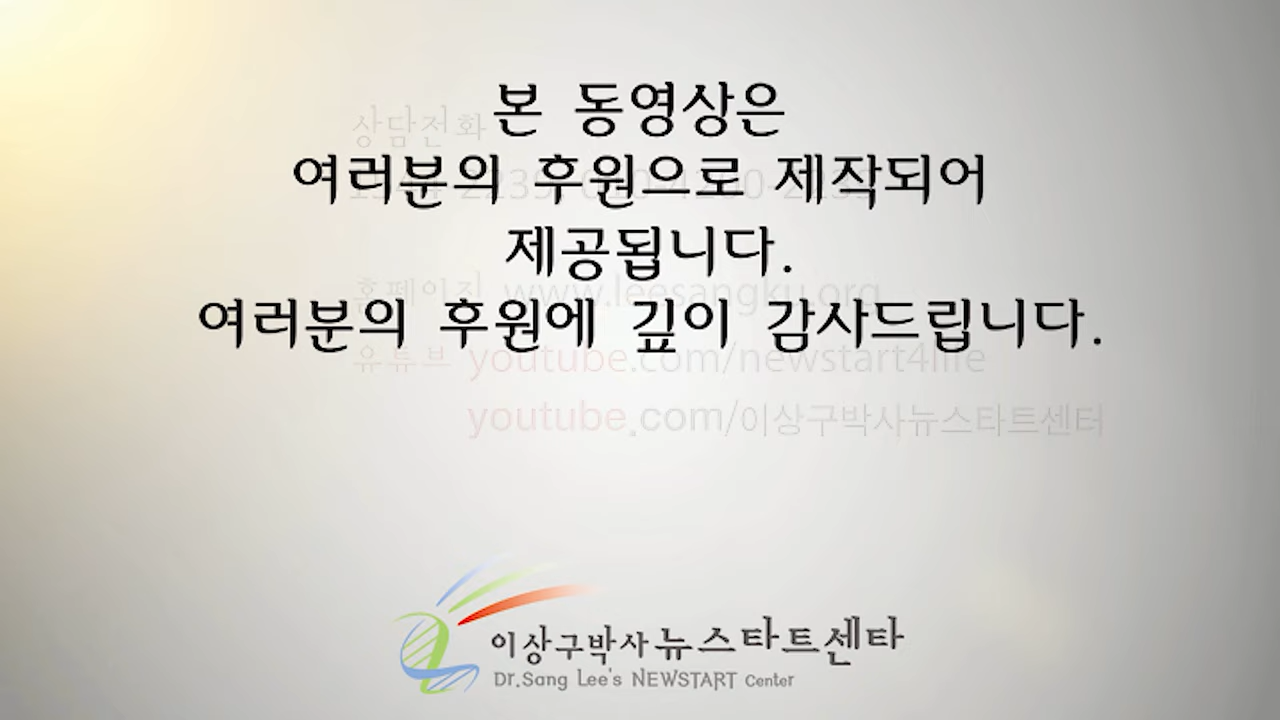 본 동영상은
여러분의 후원으로 제작되어
제공됩니다.
여러분의 후원에 깊이 감사드립니다.
상담전화
홈페이지 www.leesangku.org
유튜브 youtube.com/newstart4life
youtube.com/이상구박사뉴스타트센터
이상구박사 뉴스타트센타
Dr.Sang Lee's NEWSTART Center